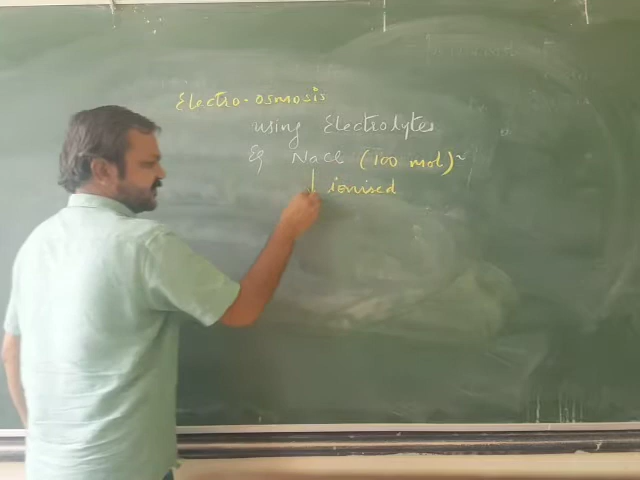 Electro-osmosis
using Electrolytes
Eg NaCl (100 mol)
ionised